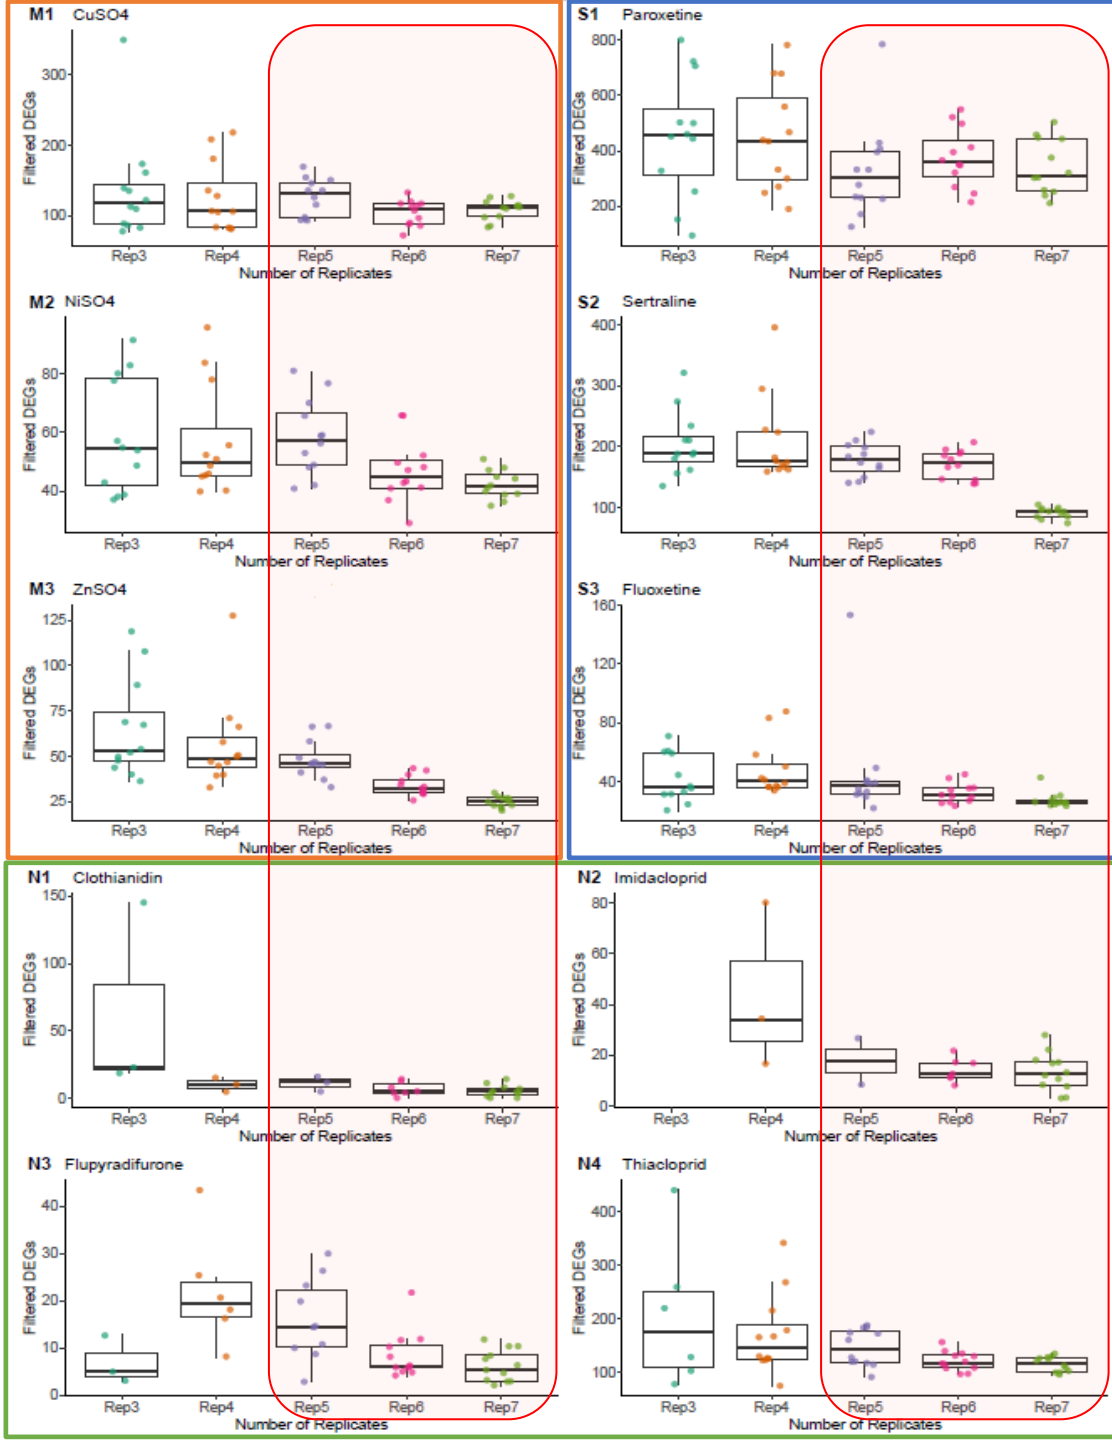 M1 CuSO4
Filtered DEGs
300
200
100
Rep3 Rep4 Rep5 Rep6 Rep7
Number of Replicates
S1 Paroxetine
Filtered DEGs
800
600
400
200
Rep3 Rep4 Rep5 Rep6 Rep7
Number of Replicates
M2 NiSO4
Filtered DEGs
80
60
40
Rep3 Rep4 Rep5 Rep6 Rep7
Number of Replicates
S2 Sertraline
Filtered DEGs
400
300
200
100
Rep3 Rep4 Rep5 Rep6 Rep7
Number of Replicates
M3 ZnSO4
Filtered DEGs
125
100
75
50
25
Rep3 Rep4 Rep5 Rep6 Rep7
Number of Replicates
S3 Fluoxetine
Filtered DEGs
160
120
80
40
Rep3 Rep4 Rep5 Rep6 Rep7
Number of Replicates
N1 Clothianidin
Filtered DEGs
150
100
50
0
Rep3 Rep4 Rep5 Rep6 Rep7
Number of Replicates
N2 Imidacloprid
Filtered DEGs
80
60
40
20
0
Rep3 Rep4 Rep5 Rep6 Rep7
Number of Replicates
N3 Flupyradifurone
Filtered DEGs
40
30
20
10
0
Rep3 Rep4 Rep5 Rep6 Rep7
Number of Replicates
N4 Thiacloprid
Filtered DEGs
400
300
200
100
Rep3 Rep4 Rep5 Rep6 Rep7
Number of Replicates